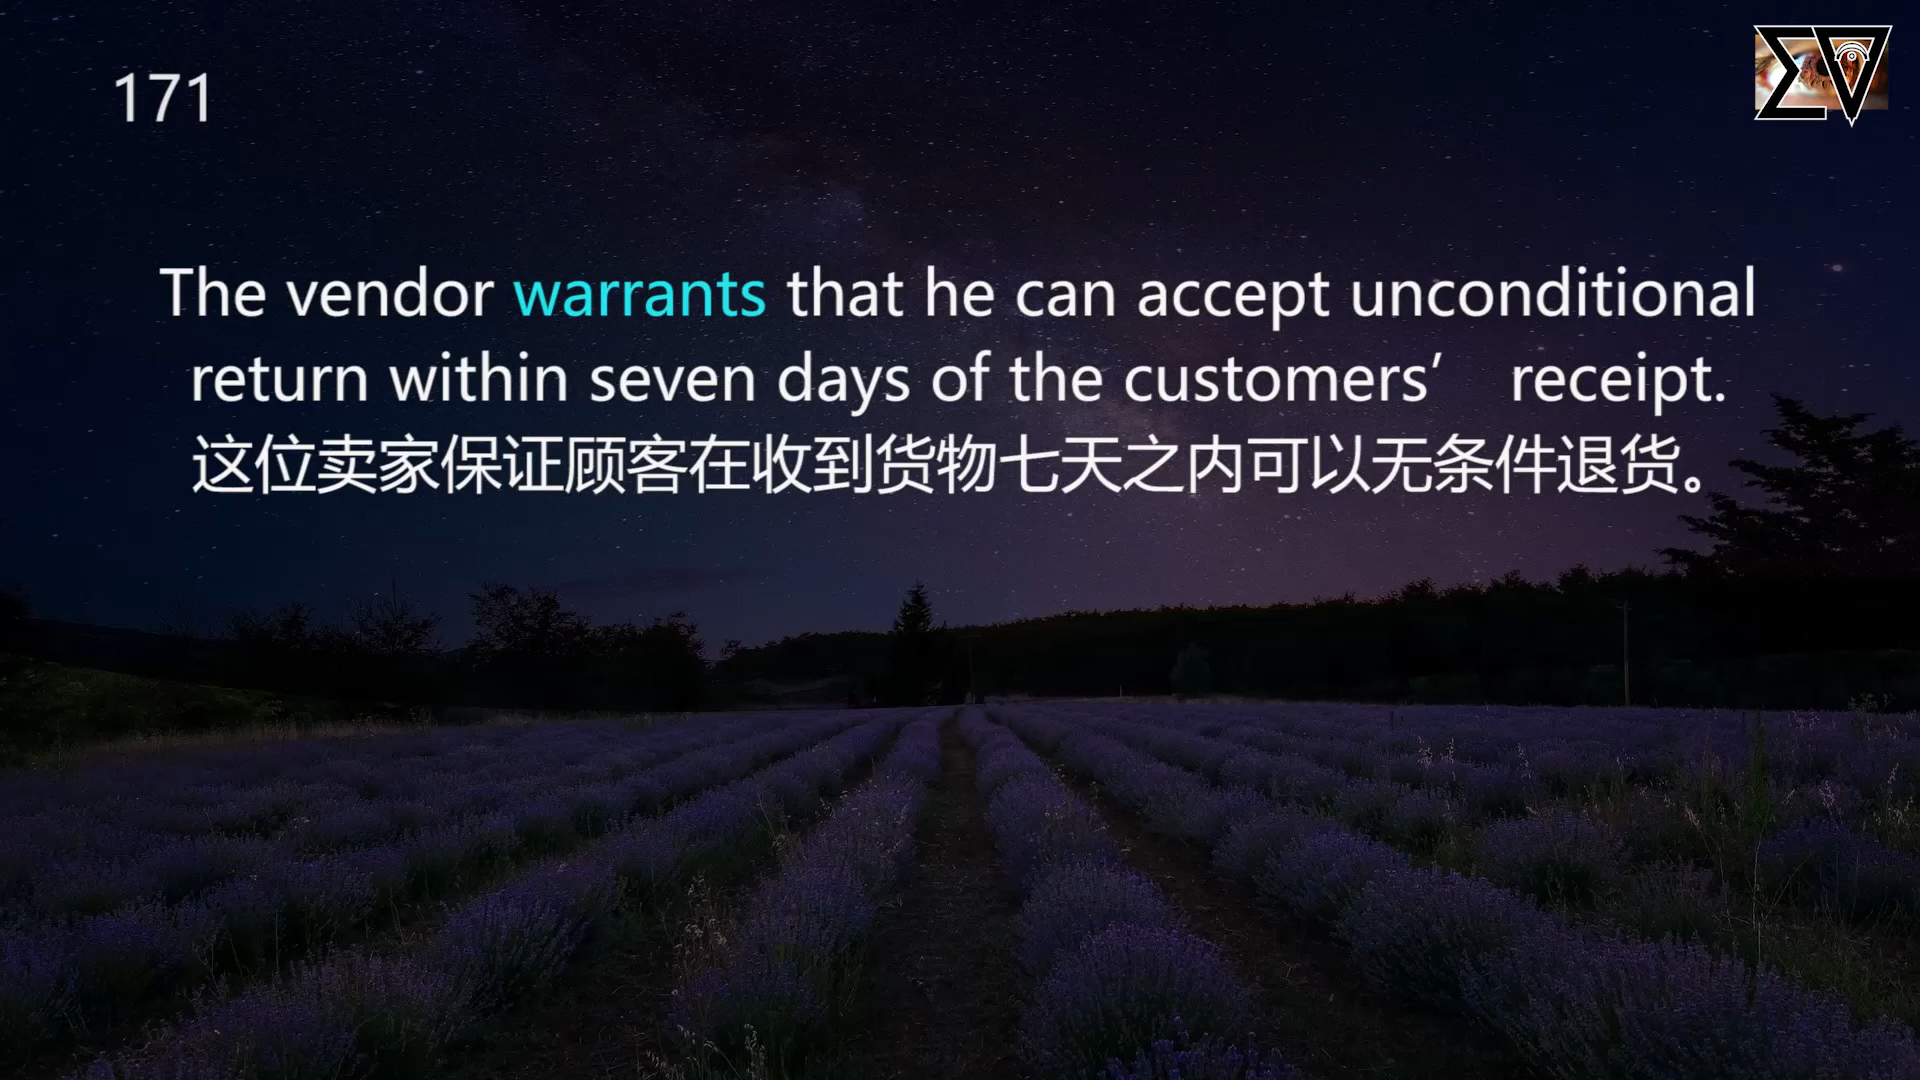 171
The vendor warrants that he can accept unconditional
return within seven days of the customers’ receipt.
这位卖家保证顾客在收到货物七天之内可以无条件退货。